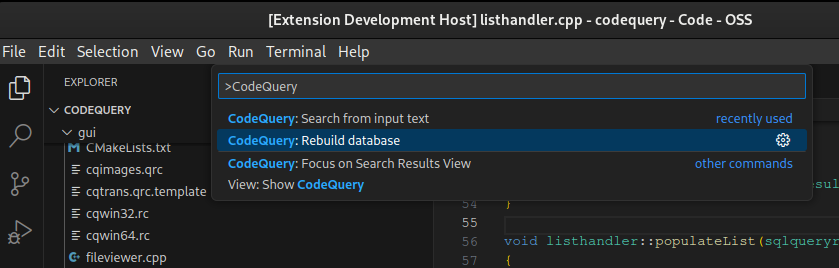 [Extension Development Host] listhandler.cpp - codequery - Code - OSS
File Edit Selection View Go Run Terminal Help
EXPLORER
CODEQUERY
gui
CMakeLists.txt
cqimages.qrc
cqtrans.qrc.template
cqwin32.rc
cqwin64.rc
fileviewer.cpp
>CodeQuery
CodeQuery: Search from input text recently used
CodeQuery: Rebuild database
CodeQuery: Focus on Search Results View other commands
View: Show CodeQuery
54 }
55
56 void listhandler::populateList(sqlqueryr
57 {